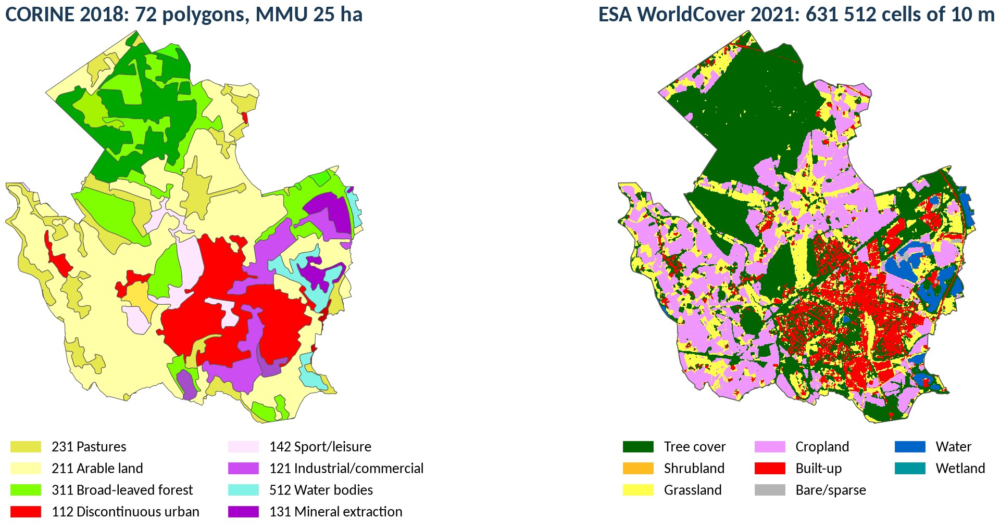 CORINE 2018: 72 polygons, MMU 25 ha
ESA WorldCover 2021: 631 512 cells of 10 m
231 Pastures
211 Arable land
311 Broad-leaved forest
112 Discontinuous urban
142 Sport/leisure
121 Industrial/commercial
512 Water bodies
131 Mineral extraction
Tree cover
Shrubland
Grassland
Cropland
Built-up
Bare/sparse
Water
Wetland